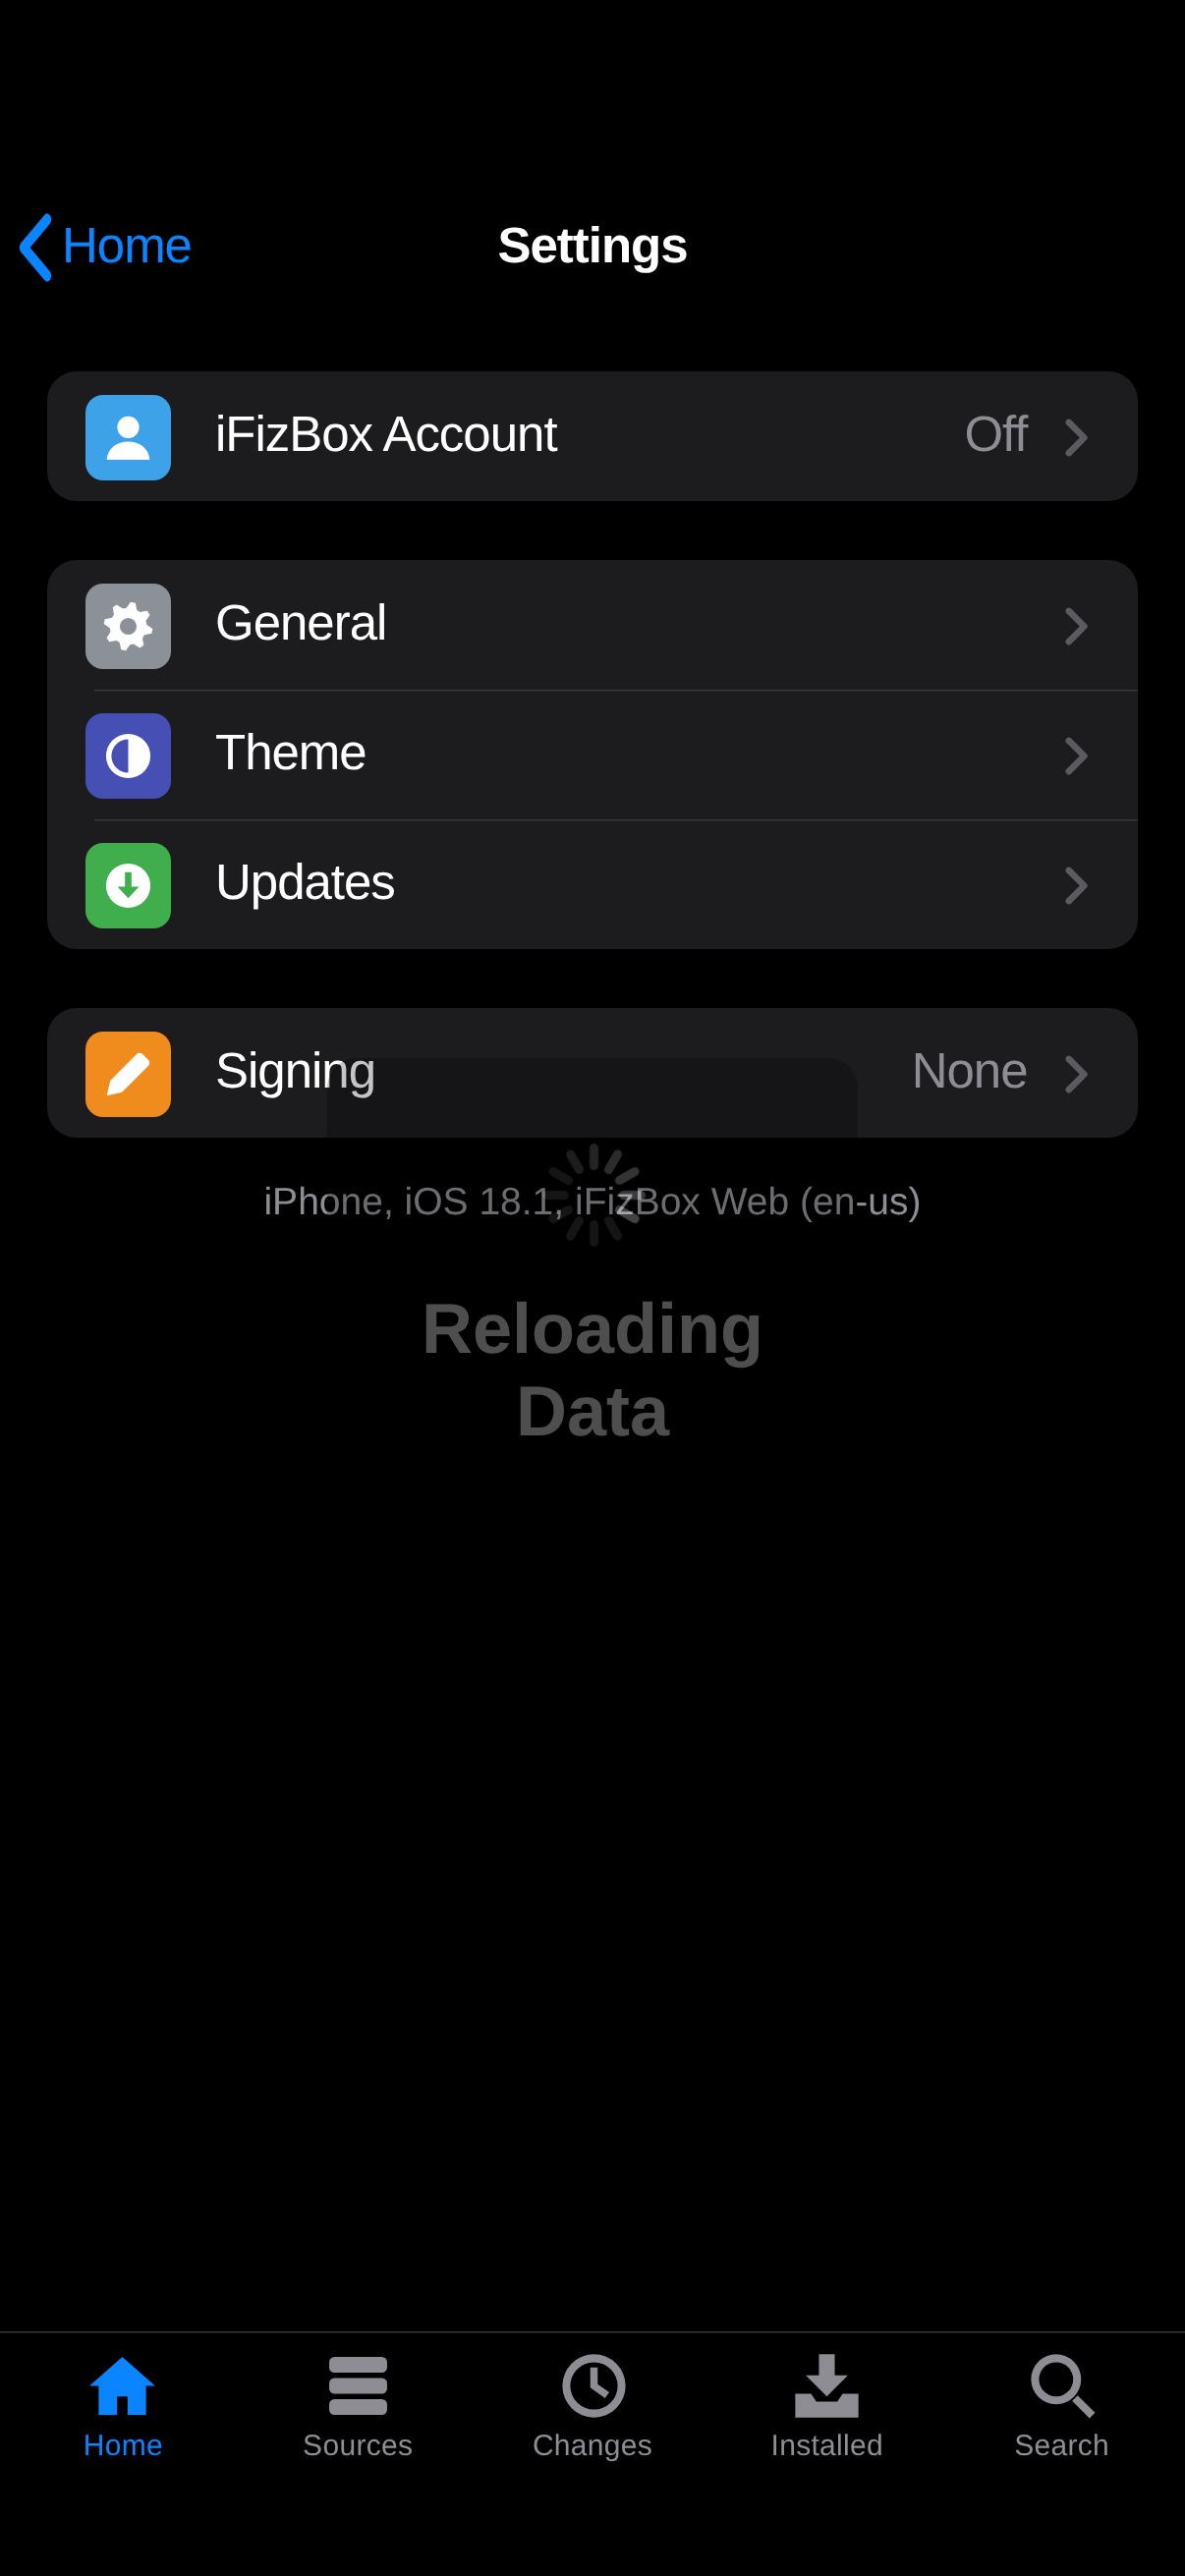 Home
Settings
iFizBox Account
Off
General
Theme
Updates
Signing
None
iPhone, iOS 18.1, iFizBox Web (en-us)
Reloading
Data
Home
Sources
Changes
Installed
Search